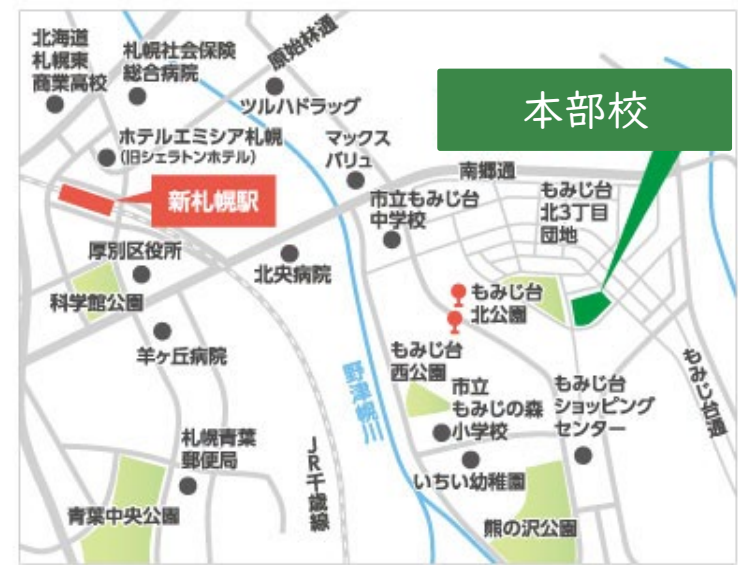 北海道
札幌東
商業高校
札幌社会保険
総合病院
原始林通
ツルハドラッグ
ホテルエミシア札幌
(旧シェラトンホテル)
マックス
バリュ
本部校
南郷通
新札幌駅
市立もみじ台
中学校
もみじ台
北3丁目
団地
厚別区役所
北央病院
科学館公園
もみじ台
北公園
羊ヶ丘病院
もみじ台
西公園
野津幌川
市立
もみじの森
小学校
もみじ台
ショッピング
センター
もみじ台通
札幌青葉
郵便局
JR千歳線
いちい幼稚園
青葉中央公園
熊の沢公園